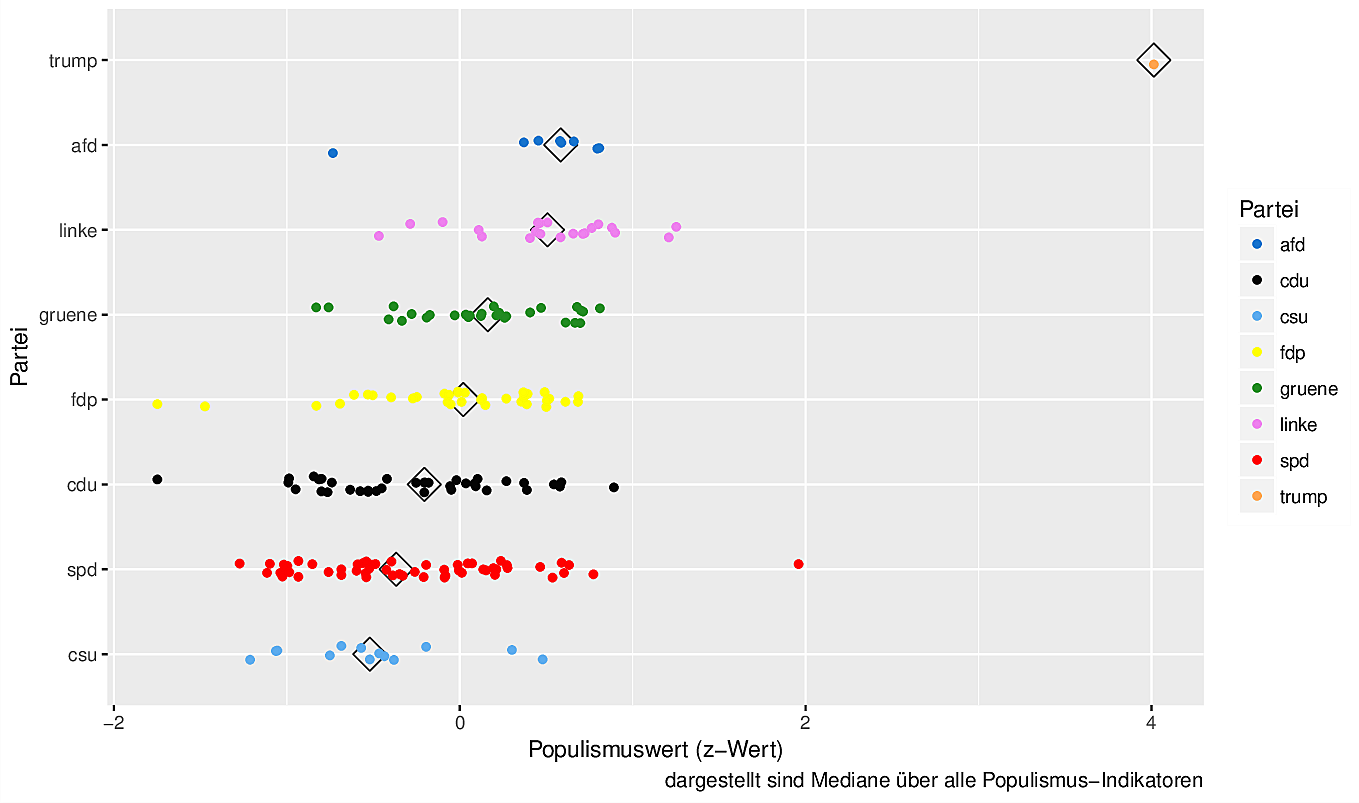 trump
afd
linke
gruene
fdp
cdu
spd
csu
Partei
−2
0
2
4
Populismuswert (z−Wert)
dargestellt sind Mediane über alle Populismus−Indikatoren
Partei
afd
cdu
csu
fdp
gruene
linke
spd
trump